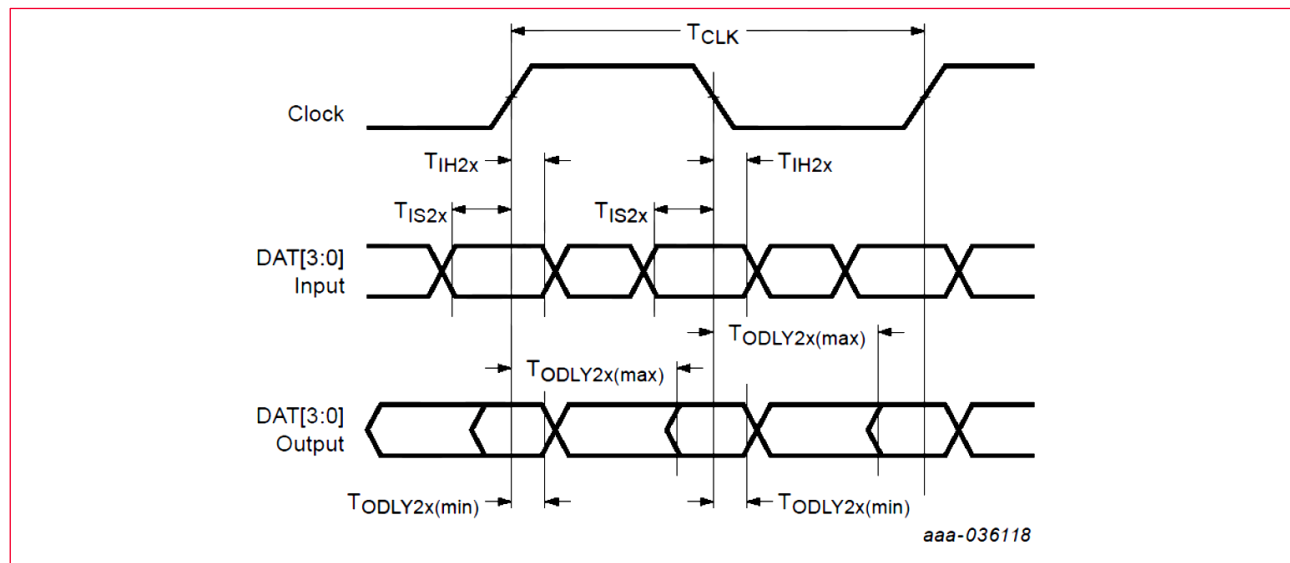 TCLK
Clock
TIH2x TIH2x
TIS2x TIS2x
DAT[3:0]
Input
TODLY2x(max)
TODLY2x(max)
DAT[3:0]
Output
TODLY2x(min) TODLY2x(min)
aaa-036118